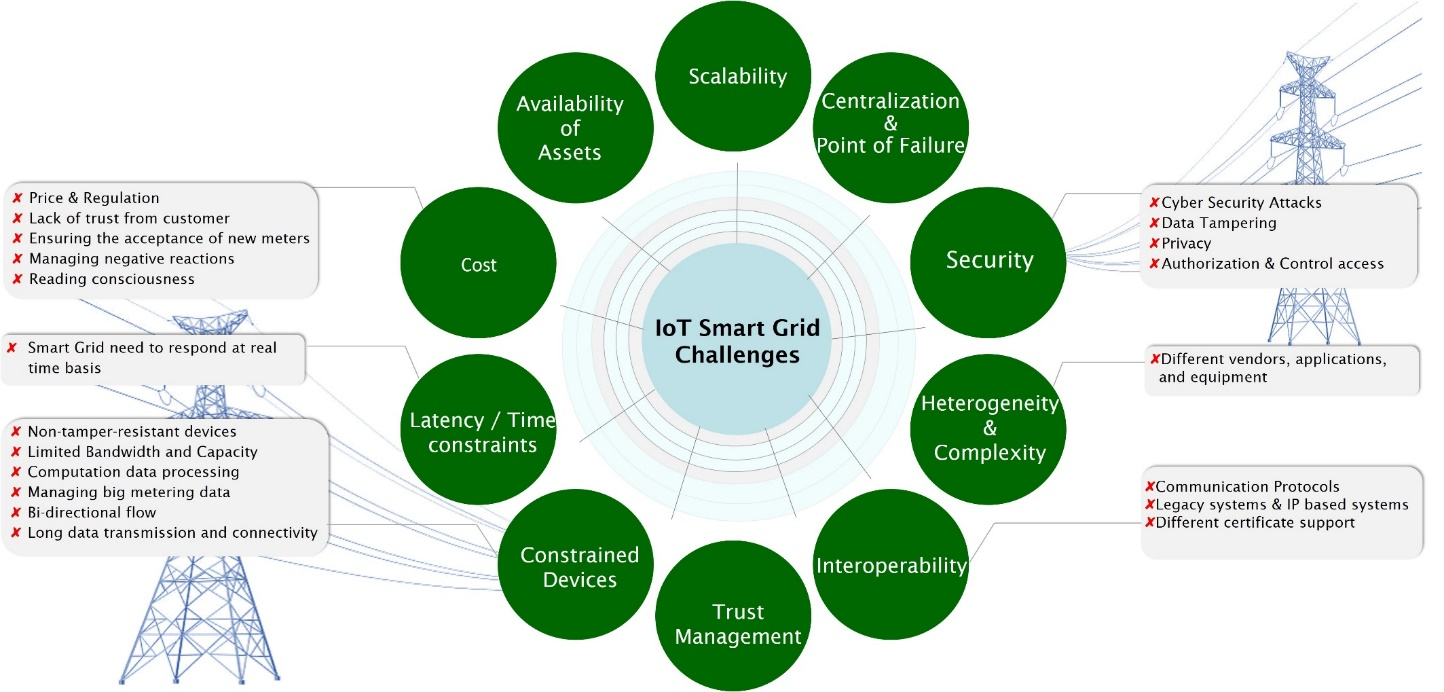 Scalability
Availability
of
Assets
Centralization
&
Point of Failure
✘ Price & Regulation
✘ Lack of trust from customer
✘ Ensuring the acceptance of new meters
✘ Managing negative reactions
✘ Reading consciousness
Cost
Security
✘Cyber Security Attacks
✘Data Tampering
✘Privacy
✘Authorization & Control access
IoT Smart Grid
Challenges
✘ Smart Grid need to respond at real
time basis
Latency / Time
constraints
Heterogeneity
&
Complexity
✘Different vendors, applications,
and equipment
✘ Non-tamper-resistant devices
✘ Limited Bandwidth and Capacity
✘ Computation data processing
✘ Managing big metering data
✘ Bi-directional flow
✘ Long data transmission and connectivity
Constrained
Devices
Trust
Management
Interoperability
✘Communication Protocols
✘Legacy systems & IP based systems
✘Different certificate support